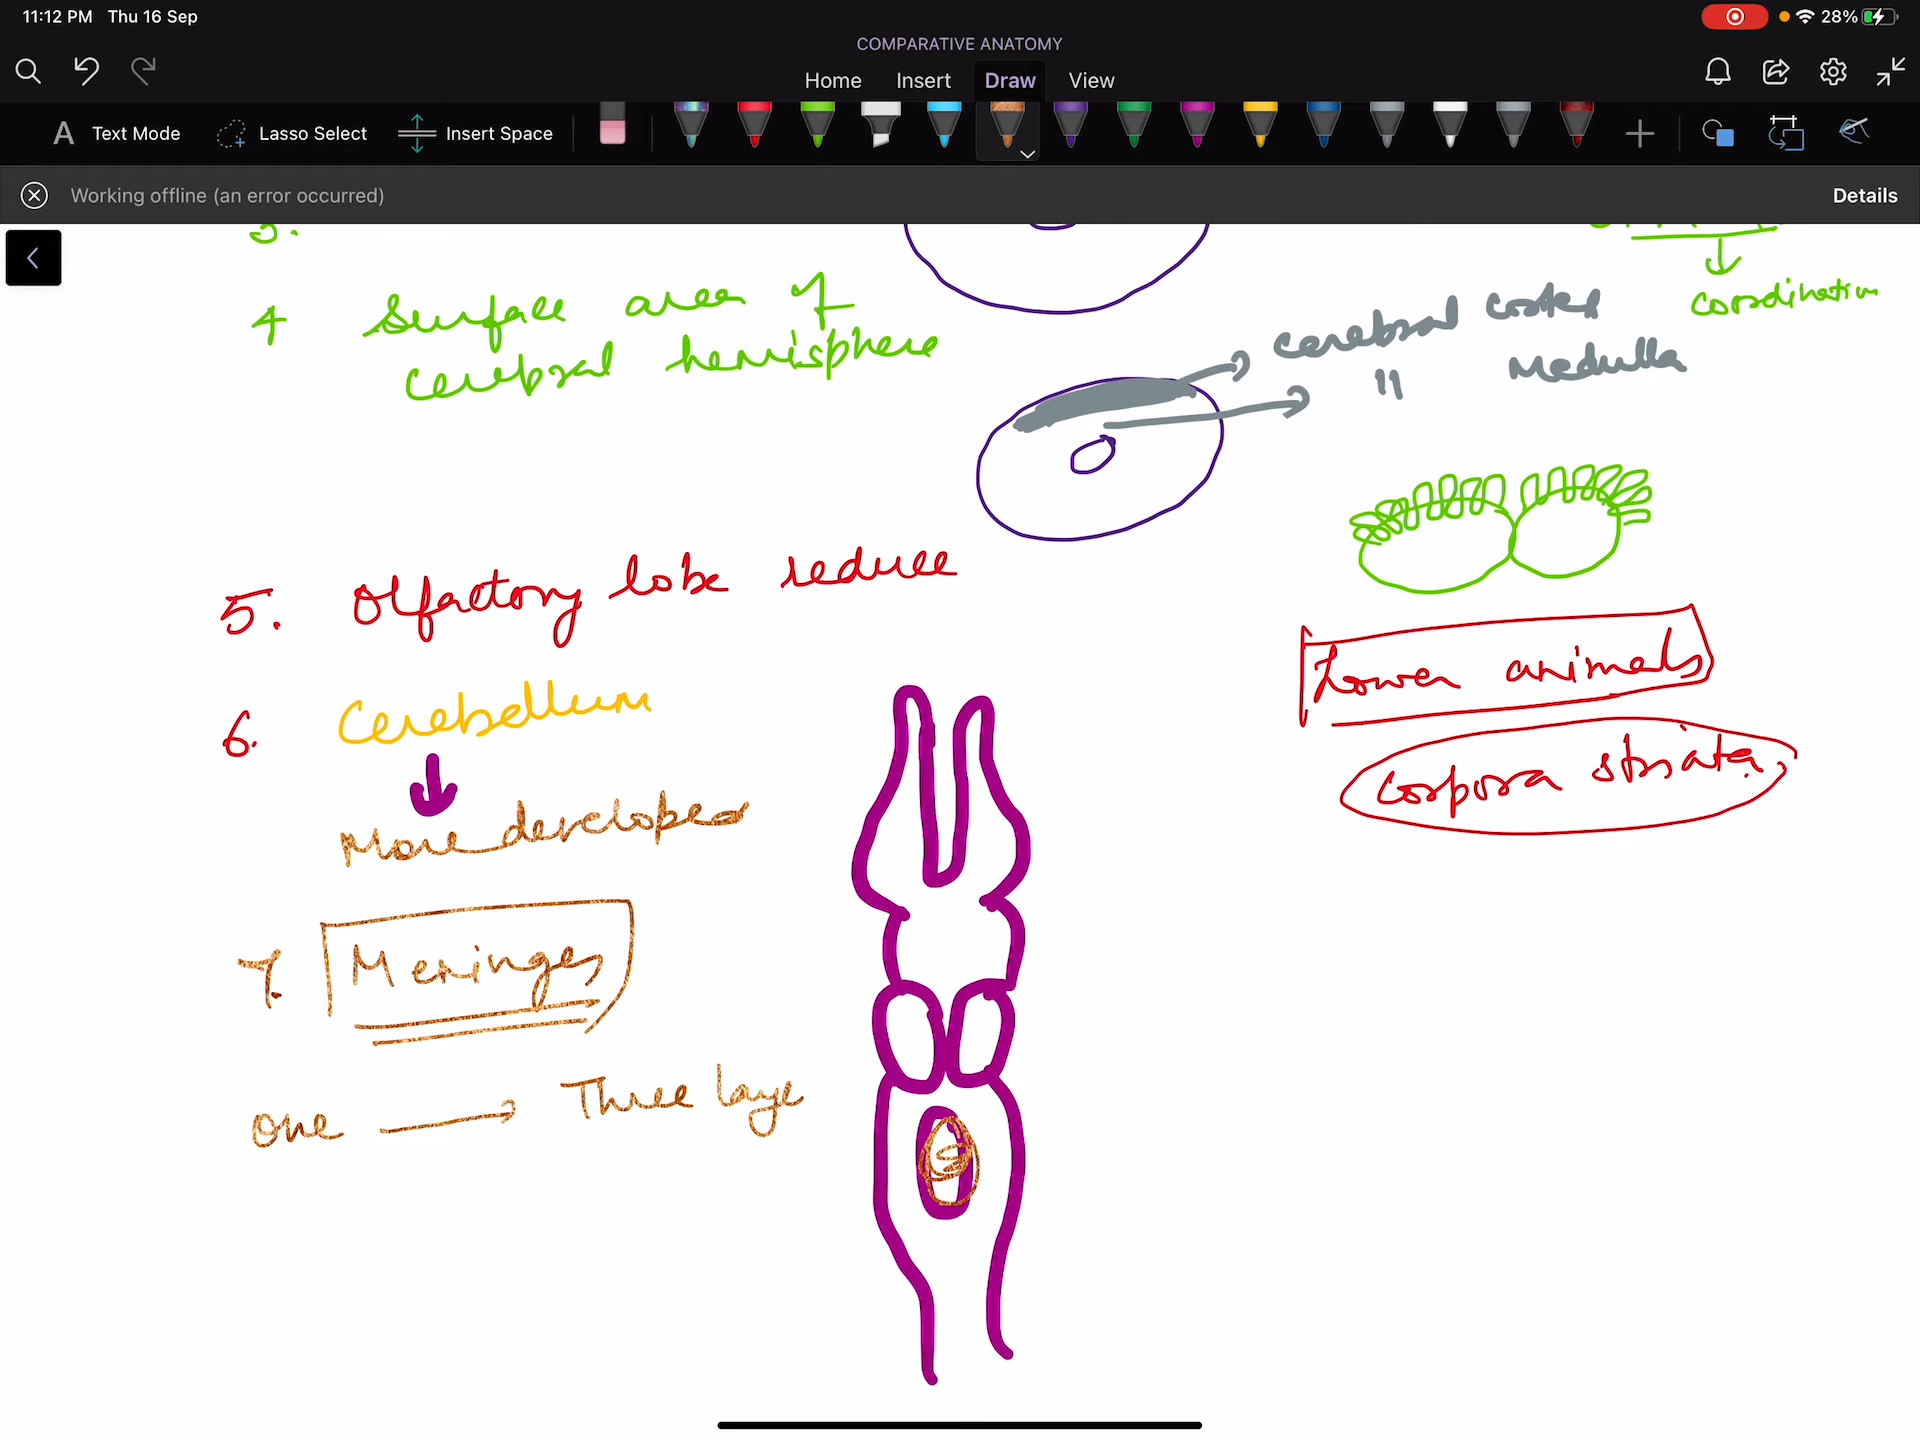 11:12 PM Thu 16 Sep
28%
COMPARATIVE ANATOMY
Home Insert Draw View
A Text Mode Lasso Select Insert Space
Working offline (an error occurred) Details
3.
4 Surface area of
cerebral hemisphere
coordination
cerebral cortex
" Medulla
5. Olfactory lobe reduce
Lower animals
6. Cerebellum
corpora striata
More developed
7. Meninges
One → Three laye